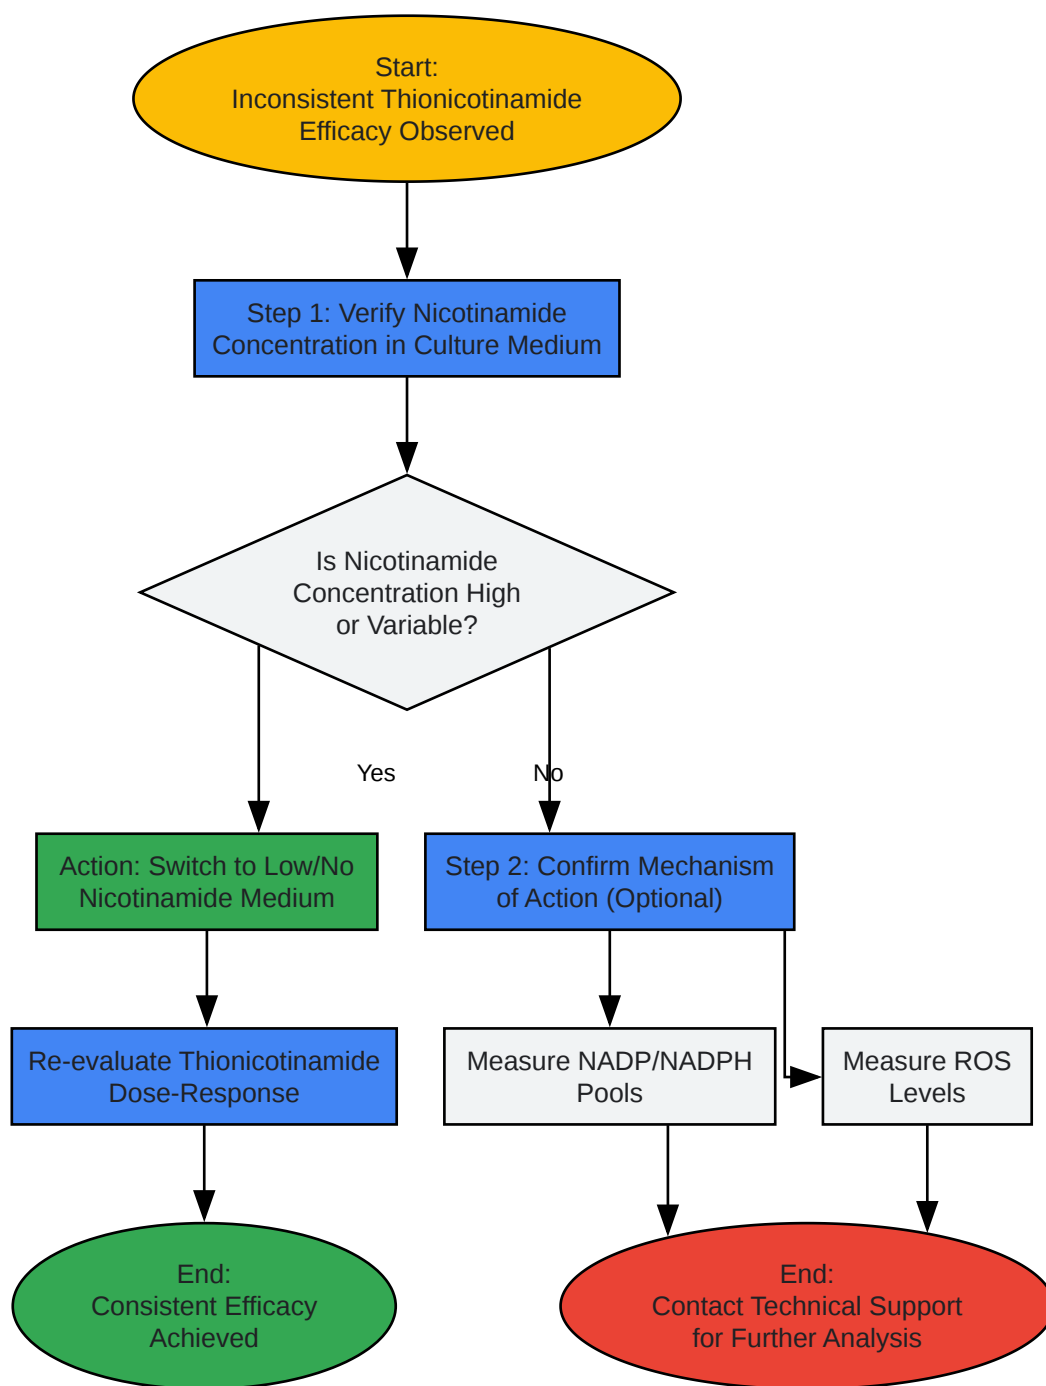 Start:
Inconsistent Thionicotinamide
Efficacy Observed
Step 1: Verify Nicotinamide
Concentration in Culture Medium
Is Nicotinamide
Concentration High
or Variable?
Yes
No
Action: Switch to Low/No
Nicotinamide Medium
Step 2: Confirm Mechanism
of Action (Optional)
Re-evaluate Thionicotinamide
Dose-Response
Measure NADP/NADPH
Pools
Measure ROS
Levels
End:
Consistent Efficacy
Achieved
End:
Contact Technical Support
for Further Analysis